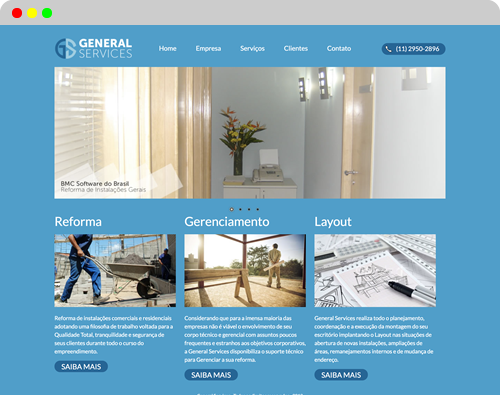 GENERAL
SERVICES
Home Empresa Serviços Clientes Contato (11) 2950-2896
BMC Software do Brasil
Reforma de Instalações Gerais
Reforma Gerenciamento Layout
Reforma de instalações comerciais e residenciais
adotando uma filosofia de trabalho voltada para a
Qualidade Total, tranquilidade e segurança de
seus clientes durante todo o curso do
empreendimento.
SAIBA MAIS
Considerando que para a imensa maioria das
empresas não é viável o envolvimento de seu
corpo técnico e gerencial com assuntos poucos
frequentes e estranhos aos objetivos corporativos,
a General Services disponibiliza o suporte técnico
para Gerenciar a sua reforma.
SAIBA MAIS
General Services realiza todo o planejamento,
coordenação e a execução da montagem do seu
escritório implantando o Layout nas situações de
abertura de novas instalações, ampliações de
áreas, remanejamentos internos e de mudança de
endereço.
SAIBA MAIS